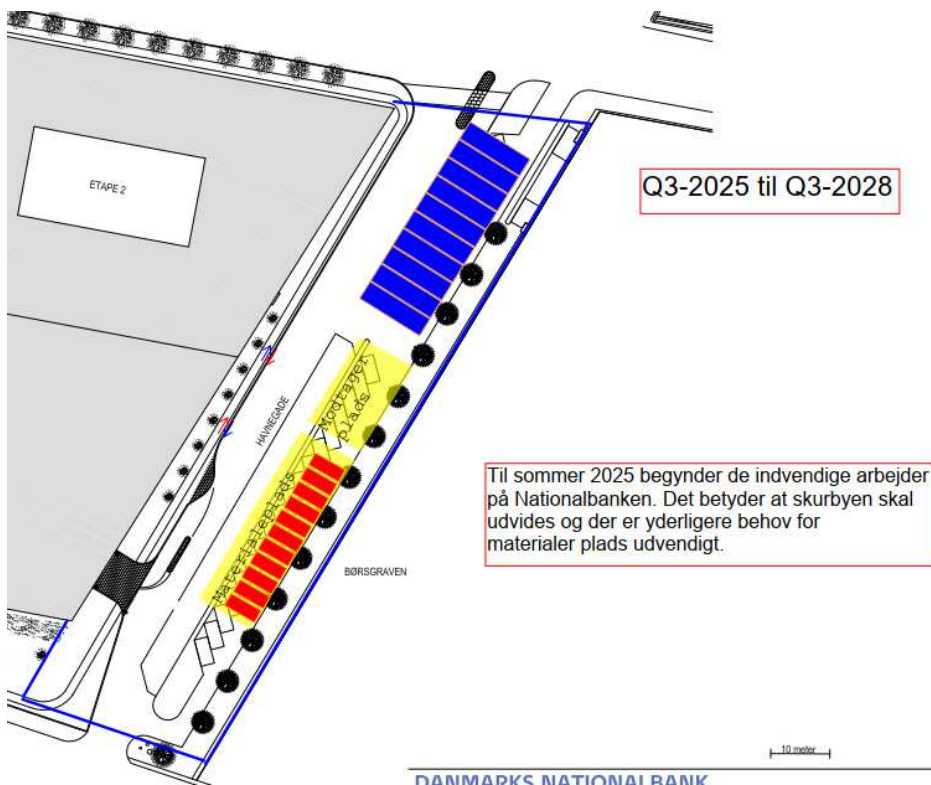 ETAPE 2
Q3-2025 til Q3-2028
HAVNEGADE
Modtager
plads
Materialeplads
Til sommer 2025 begynder de indvendige arbejder
på Nationalbanken. Det betyder at skurbyen skal
udvides og der er yderligere behov for
materialer plads udvendigt.
BØRSGRAVEN
10 meter
DANMARKS NATIONALBANK